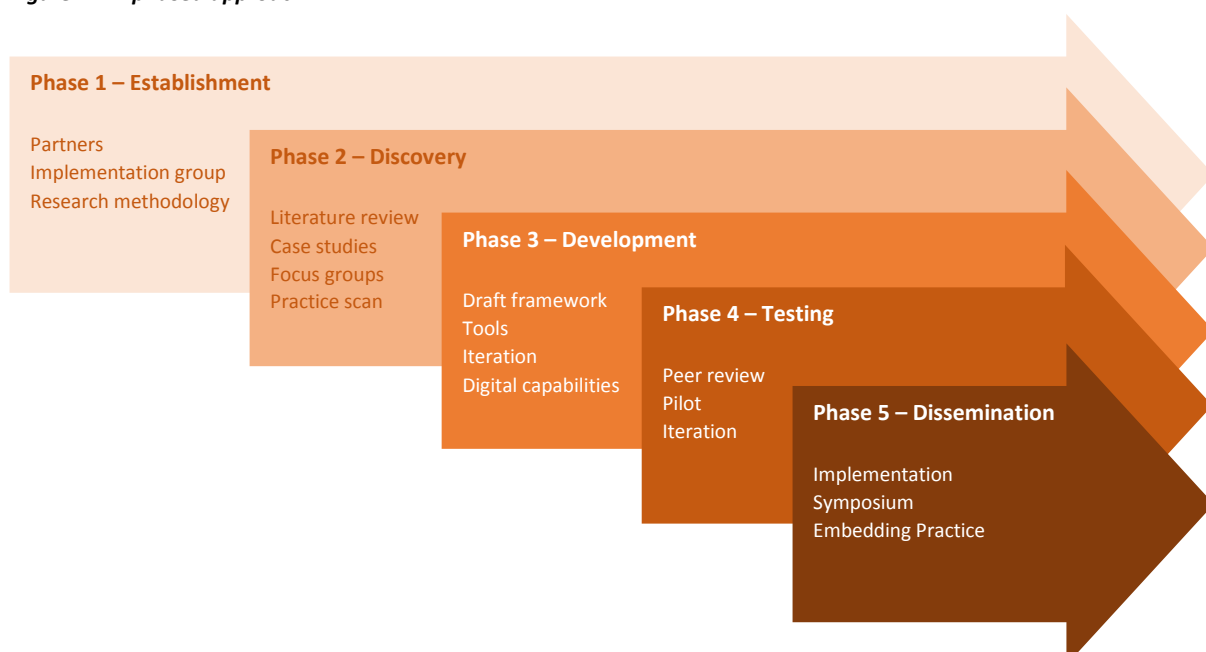 Phase 1 – Establishment
Partners
Implementation group
Research methodology
Phase 2 – Discovery
Literature review
Case studies
Focus groups
Practice scan
Phase 3 – Development
Draft framework
Tools
Iteration
Digital capabilities
Phase 4 – Testing
Peer review
Pilot
Iteration
Phase 5 – Dissemination
Implementation
Symposium
Embedding Practice